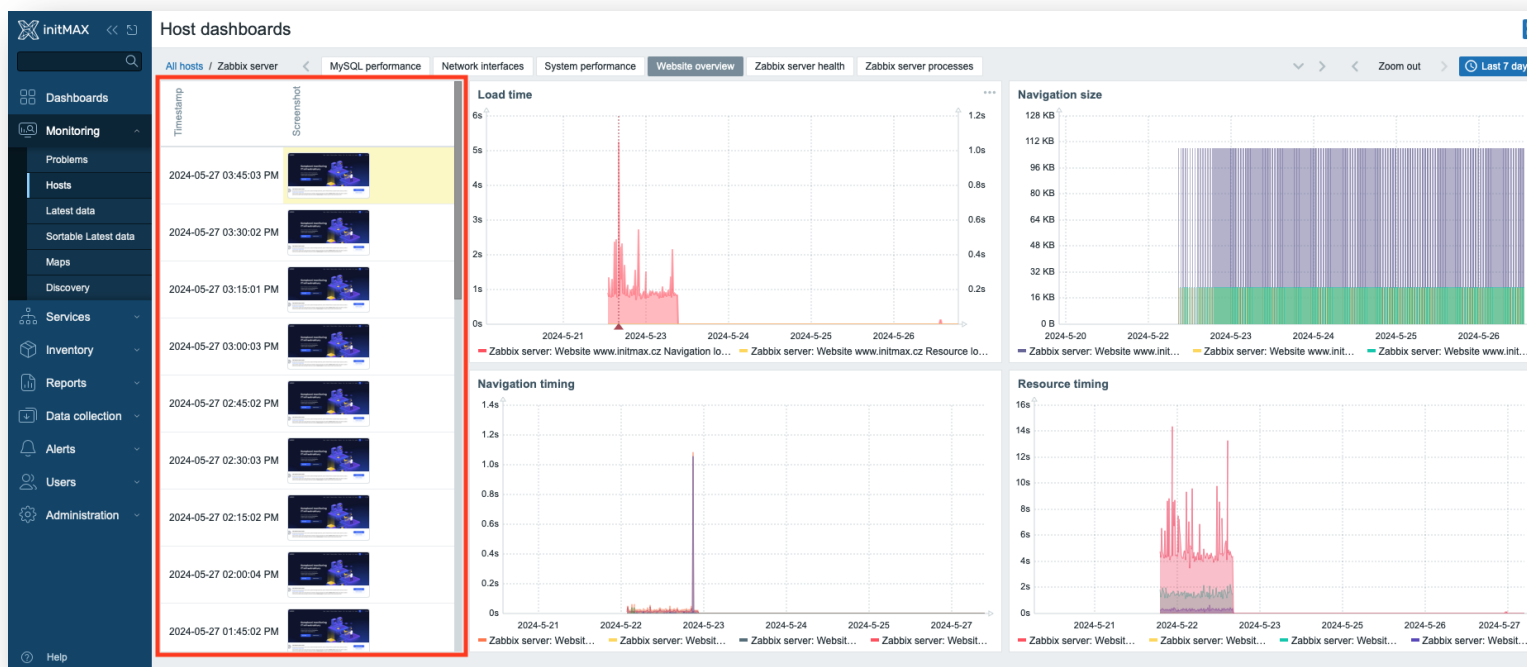 initMAX
Host dashboards
All hosts / Zabbix server
MySQL performance
Network interfaces
System performance
Website overview
Zabbix server health
Zabbix server processes
Zoom out
Last 7 day
Dashboards
Monitoring
Problems
Hosts
Latest data
Sortable Latest data
Maps
Discovery
Services
Inventory
Reports
Data collection
Alerts
Users
Administration
Help
Timestamp
Screenshot
2024-05-27 03:45:03 PM
2024-05-27 03:30:02 PM
2024-05-27 03:15:01 PM
2024-05-27 03:00:03 PM
2024-05-27 02:45:02 PM
2024-05-27 02:30:03 PM
2024-05-27 02:15:02 PM
2024-05-27 02:00:04 PM
2024-05-27 01:45:02 PM
Load time
6s
5s
4s
3s
2s
1s
0s
1.2s
1.0s
0.8s
0.6s
0.4s
0.2s
2024-5-21
2024-5-23
2024-5-24
2024-5-25
2024-5-26
Zabbix server: Website www.initmax.cz Navigation lo...
Zabbix server: Website www.initmax.cz Resource lo...
Navigation size
128 KB
112 KB
96 KB
80 KB
64 KB
48 KB
32 KB
16 KB
0 B
2024-5-20
2024-5-22
2024-5-23
2024-5-24
2024-5-25
2024-5-26
Zabbix server: Website www.init...
Zabbix server: Website www.init...
Zabbix server: Website www.init...
Navigation timing
1.4s
1.2s
1.0s
0.8s
0.6s
0.4s
0.2s
0s
2024-5-21
2024-5-22
2024-5-23
2024-5-24
2024-5-25
2024-5-27
Zabbix server: Websit...
Zabbix server: Websit...
Zabbix server: Websit...
Zabbix server: Websit...
Resource timing
16s
14s
12s
10s
8s
6s
4s
2s
0s
2024-5-21
2024-5-22
2024-5-23
2024-5-25
2024-5-26
2024-5-27
Zabbix server: Websit...
Zabbix server: Websit...
Zabbix server: Websit...
Zabbix server: Websit...